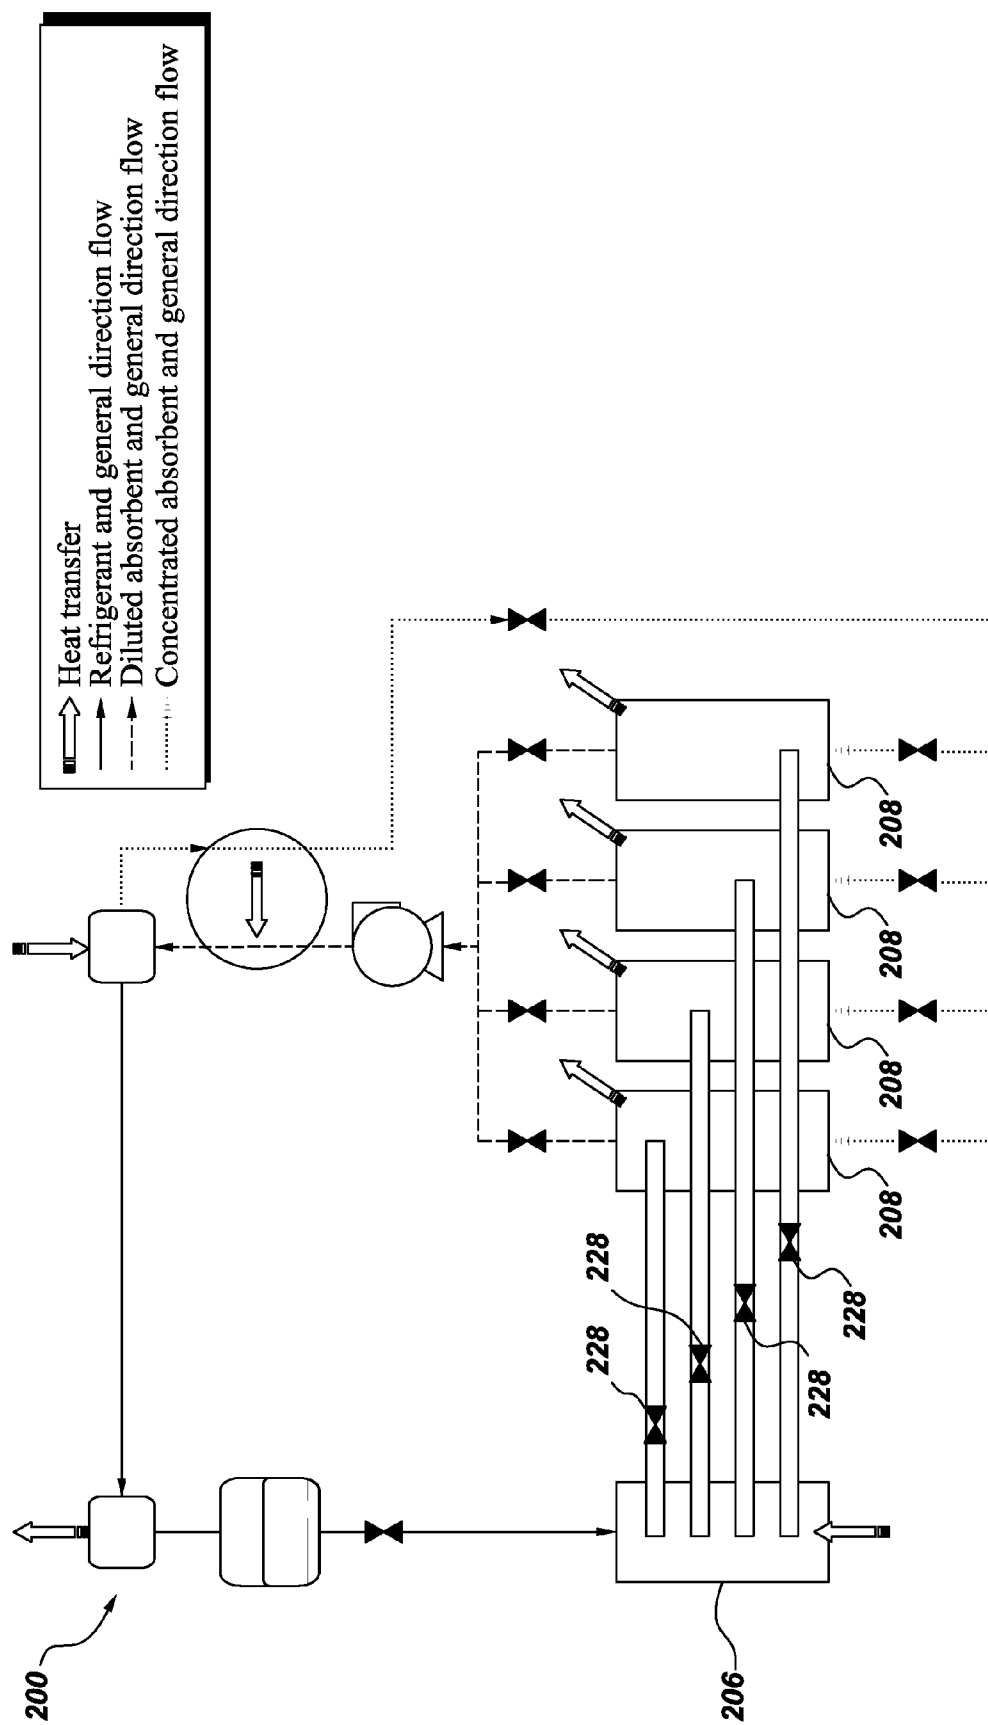 Heat transfer
Refrigerant and general direction flow
Diluted absorbent and general direction flow
Concentrated absorbent and general direction flow
200
206
228
228
228
228
208
208
208
208